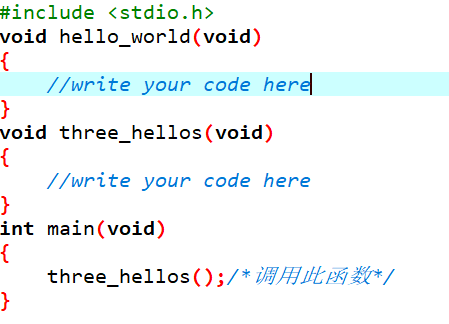 #include <stdio.h>
void hello_world(void)
{
    //write your code here
}
void three_hellos(void)
{
    //write your code here
}
int main(void)
{
    three_hellos();/*调用此函数*/
}